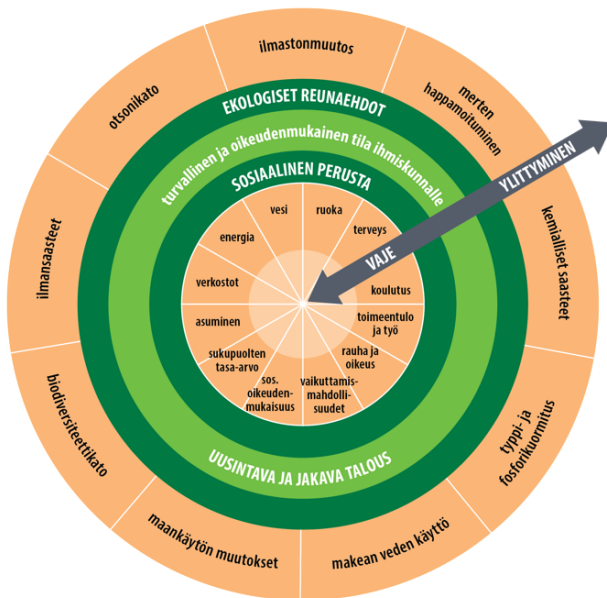 ilmastonmuutos
merten
happamoituminen
kemialliset saasteet
typpi- ja
fosforikuormitus
makean veden käyttö
maankäytön muutokset
biodiversiteettikato
ilmansaasteet
otsonikato
EKOLOGISET REUNAEHDOT
turvallinen ja oikeudenmukainen tila ihmiskunnalle
SOSIAALINEN PERUSTA
YLITTYMINEN
VAJE
vesi
ruoka
terveys
koulutus
toimeentulo
ja työ
rauha ja
oikeus
vaikuttamis-
mahdolli-
suudet
sos.
oikeuden-
mukaisuus
sukupuolten
tasa-arvo
asuminen
verkostot
energia
UUSINTAVA JA JAKAVA TALOUS